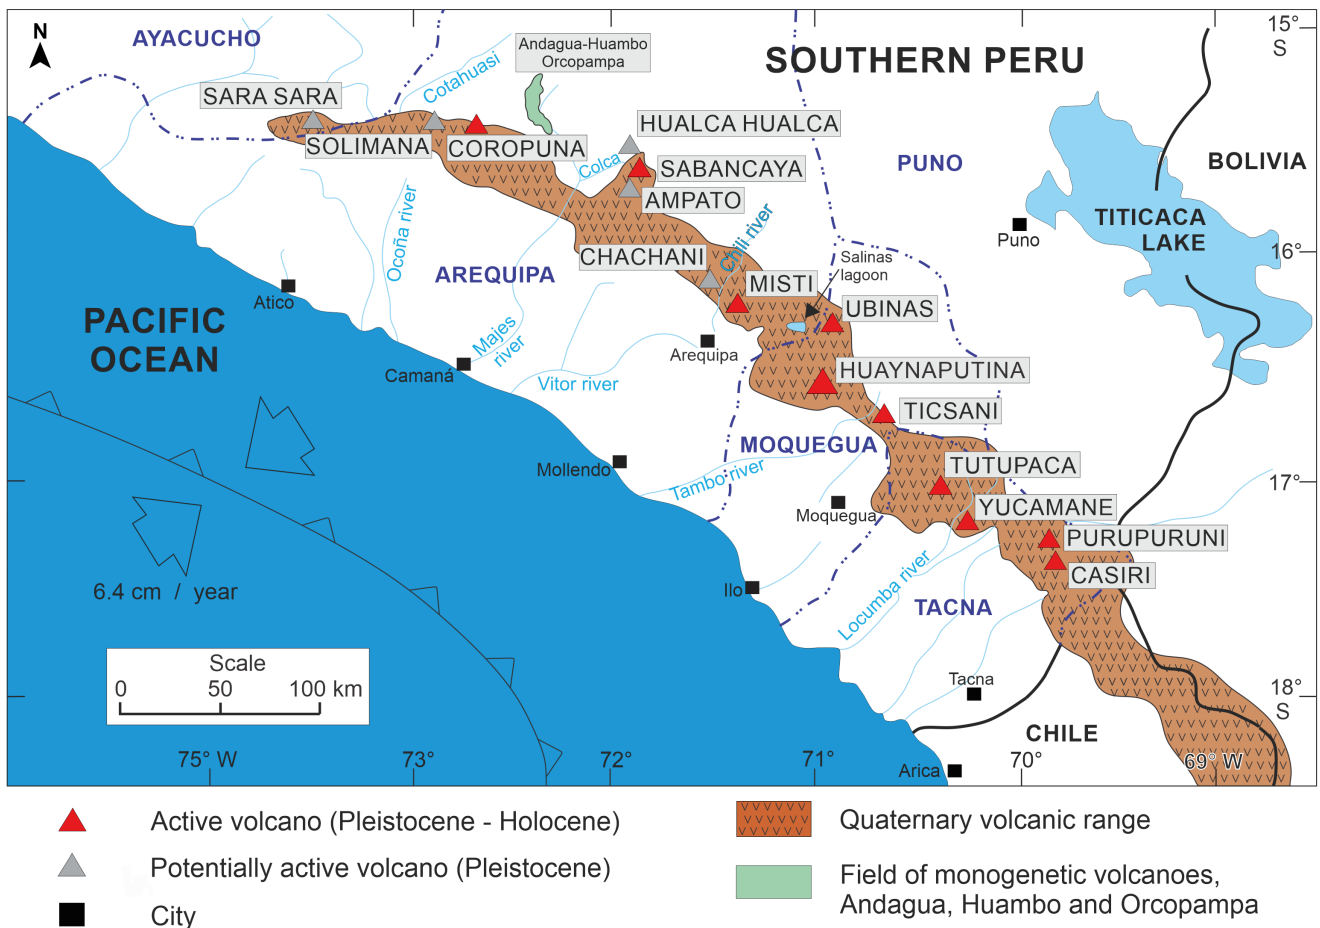 N
AYACUCHO
Cotahuasi
Andagua-Huambo
Orcopampa
SOUTHERN PERU
15°
S
SARA SARA
SOLIMANA
COROPUNA
HUALCA HUALCA
Colca
SABANCAYA
AMPATO
PUNO
BOLIVIA
Puno
TITICACA
LAKE
Ocoña river
Chili river
CHACHANI
Salinas
lagoon
16°
AREQUIPA
MISTI
UBINAS
Atico
PACIFIC
OCEAN
Majes
river
Arequipa
Camaná
Vitor river
HUAYNAPUTINA
TICSANI
MOQUEGUA
Mollendo
Tambo river
TUTUPACA
17°
YUCAMANE
Moquegua
PURUPURUNI
CASIRI
6.4 cm / year
Ilo
Locumba river
TACNA
Scale
0 50 100 km
Tacna
18°
S
CHILE
75° W
73°
72°
71°
70°
69° W
Arica
Active volcano (Pleistocene - Holocene)
Potentially active volcano (Pleistocene)
City
Quaternary volcanic range
Field of monogenetic volcanoes,
Andagua, Huambo and Orcopampa